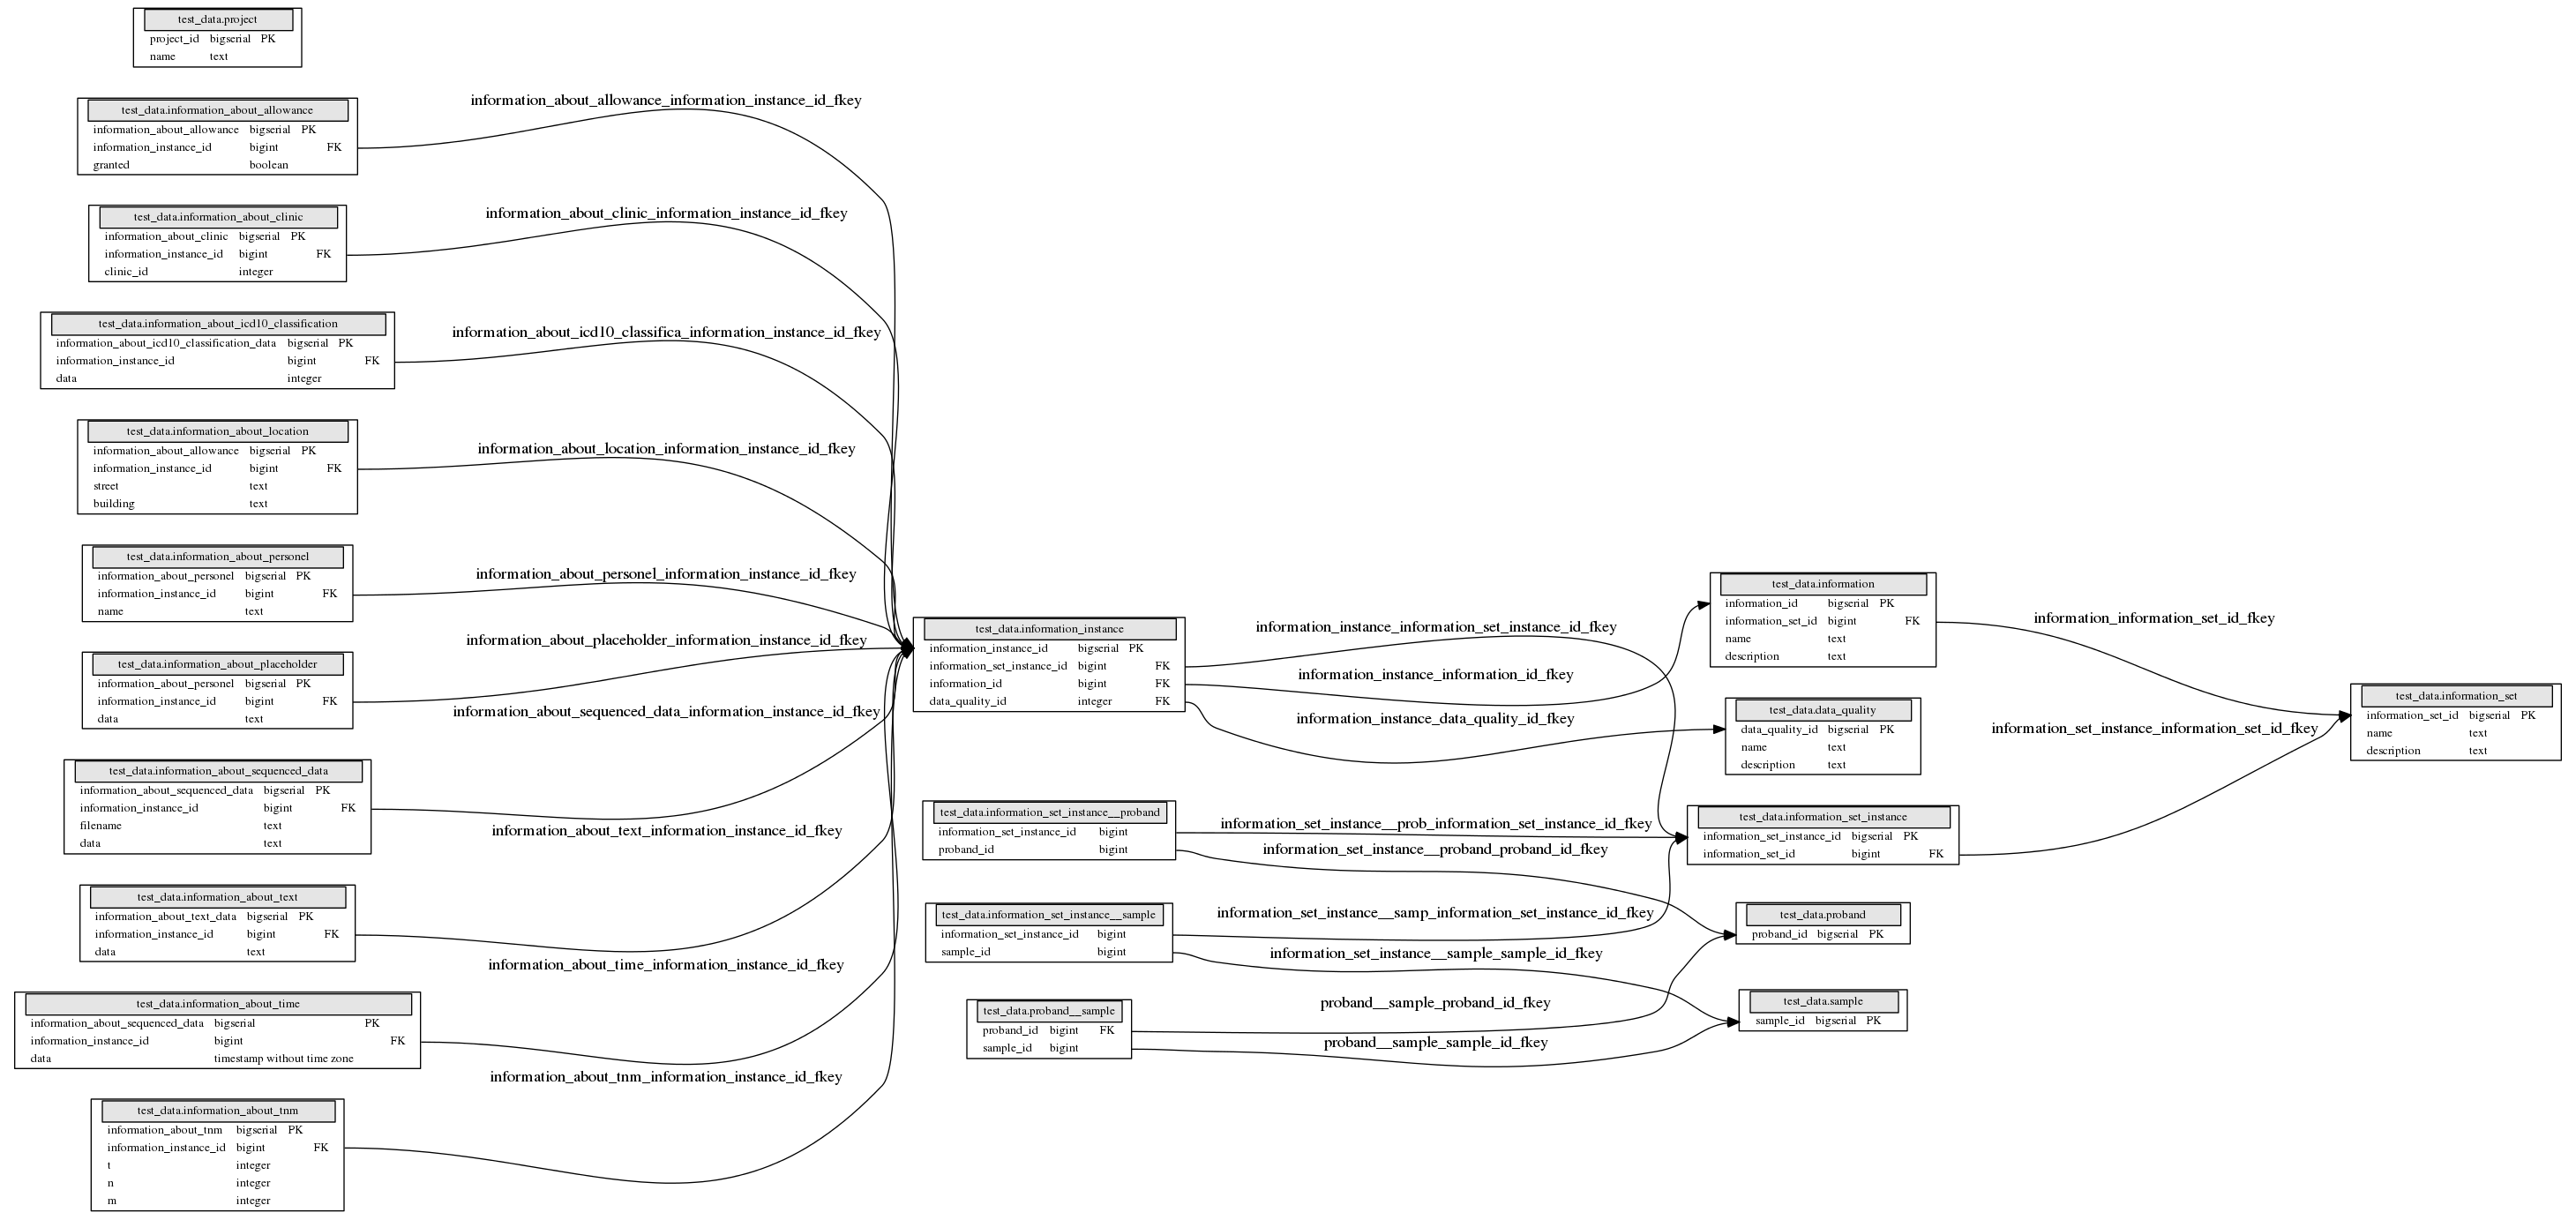 test_data.project
project_id bigserial PK
name text
test_data.information_about_allowance
information_about_allowance bigserial PK
information_instance_id bigint FK
granted boolean
information_about_allowance_information_instance_id_fkey
test_data.information_about_clinic
information_about_clinic bigserial PK
information_instance_id bigint FK
clinic_id integer
information_about_clinic_information_instance_id_fkey
test_data.information_about_icd10_classification
information_about_icd10_classification_data bigserial PK
information_instance_id bigint FK
data integer
information_about_icd10_classifica_information_instance_id_fkey
test_data.information_about_location
information_about_allowance bigserial PK
information_instance_id bigint FK
street text
building text
information_about_location_information_instance_id_fkey
test_data.information_about_personel
information_about_personel bigserial PK
information_instance_id bigint FK
name text
information_about_personel_information_instance_id_fkey
test_data.information_about_placeholder
information_about_personel bigserial PK
information_instance_id bigint FK
data text
information_about_placeholder_information_instance_id_fkey
test_data.information_about_sequenced_data
information_about_sequenced_data bigserial PK
information_instance_id bigint FK
filename text
data text
information_about_sequenced_data_information_instance_id_fkey
test_data.information_about_text
information_about_text_data bigserial PK
information_instance_id bigint FK
data text
information_about_text_information_instance_id_fkey
test_data.information_about_time
information_about_sequenced_data bigserial PK
information_instance_id bigint FK
data timestamp without time zone
information_about_time_information_instance_id_fkey
test_data.information_about_tnm
information_about_tnm bigserial PK
information_instance_id bigint FK
t integer
n integer
m integer
information_about_tnm_information_instance_id_fkey
test_data.information_instance
information_instance_id bigserial PK
information_set_instance_id bigint FK
information_id bigint FK
data_quality_id integer FK
information_instance_information_set_instance_id_fkey
information_instance_information_id_fkey
information_instance_data_quality_id_fkey
test_data.information_set_instance__proband
information_set_instance_id bigint
proband_id bigint
information_set_instance__prob_information_set_instance_id_fkey
information_set_instance__proband_proband_id_fkey
test_data.information_set_instance__sample
information_set_instance_id bigint
sample_id bigint
information_set_instance__samp_information_set_instance_id_fkey
information_set_instance__sample_sample_id_fkey
test_data.proband__sample
proband_id bigint FK
sample_id bigint
proband__sample_proband_id_fkey
proband__sample_sample_id_fkey
test_data.information
information_id bigserial PK
information_set_id bigint FK
name text
description text
information_information_set_id_fkey
test_data.data_quality
data_quality_id bigserial PK
name text
description text
test_data.information_set_instance
information_set_instance_id bigserial PK
information_set_id bigint FK
information_set_instance_information_set_id_fkey
test_data.proband
proband_id bigserial PK
test_data.sample
sample_id bigserial PK
test_data.information_set
information_set_id bigserial PK
name text
description text